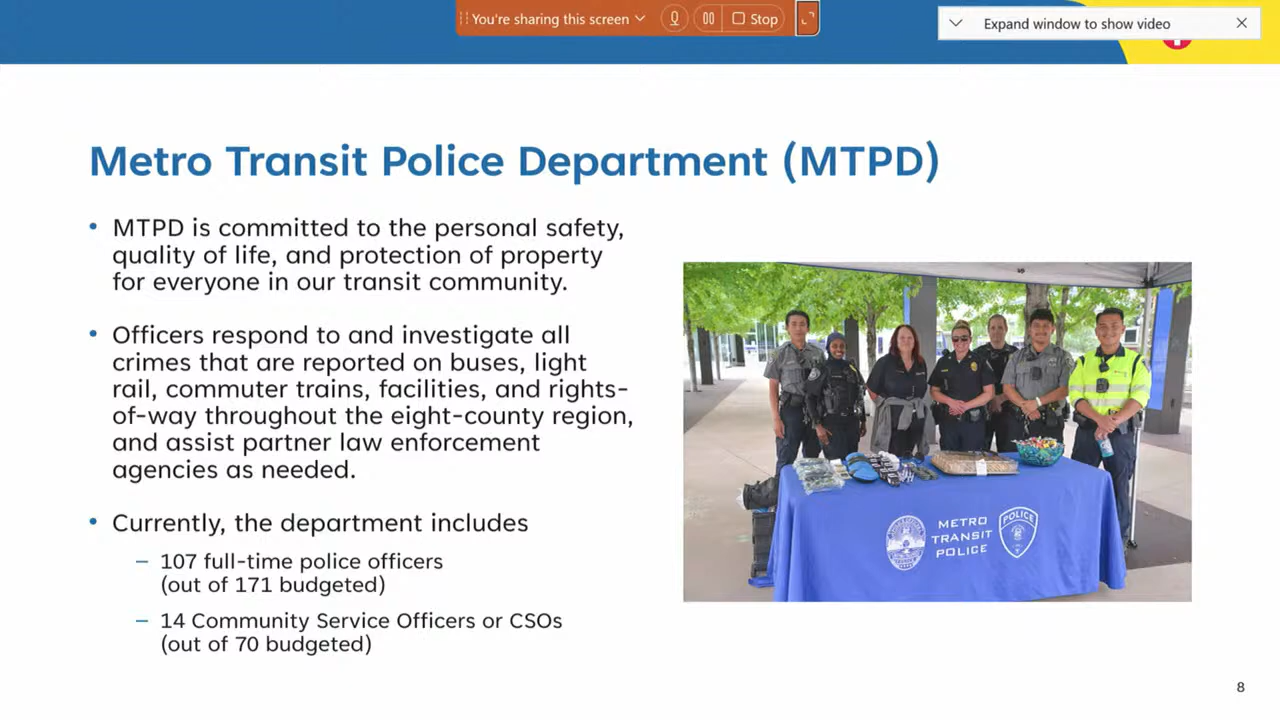 You're sharing this screen
Stop
Expand window to show video
Metro Transit Police Department (MTPD)
• MTPD is committed to the personal safety,
quality of life, and protection of property
for everyone in our transit community.
• Officers respond to and investigate all
crimes that are reported on buses, light
rail, commuter trains, facilities, and rights-
of-way throughout the eight-county region,
and assist partner law enforcement
agencies as needed.
• Currently, the department includes
– 107 full-time police officers
(out of 171 budgeted)
– 14 Community Service Officers or CSOs
(out of 70 budgeted)
METRO
TRANSIT
POLICE
POLICE
8